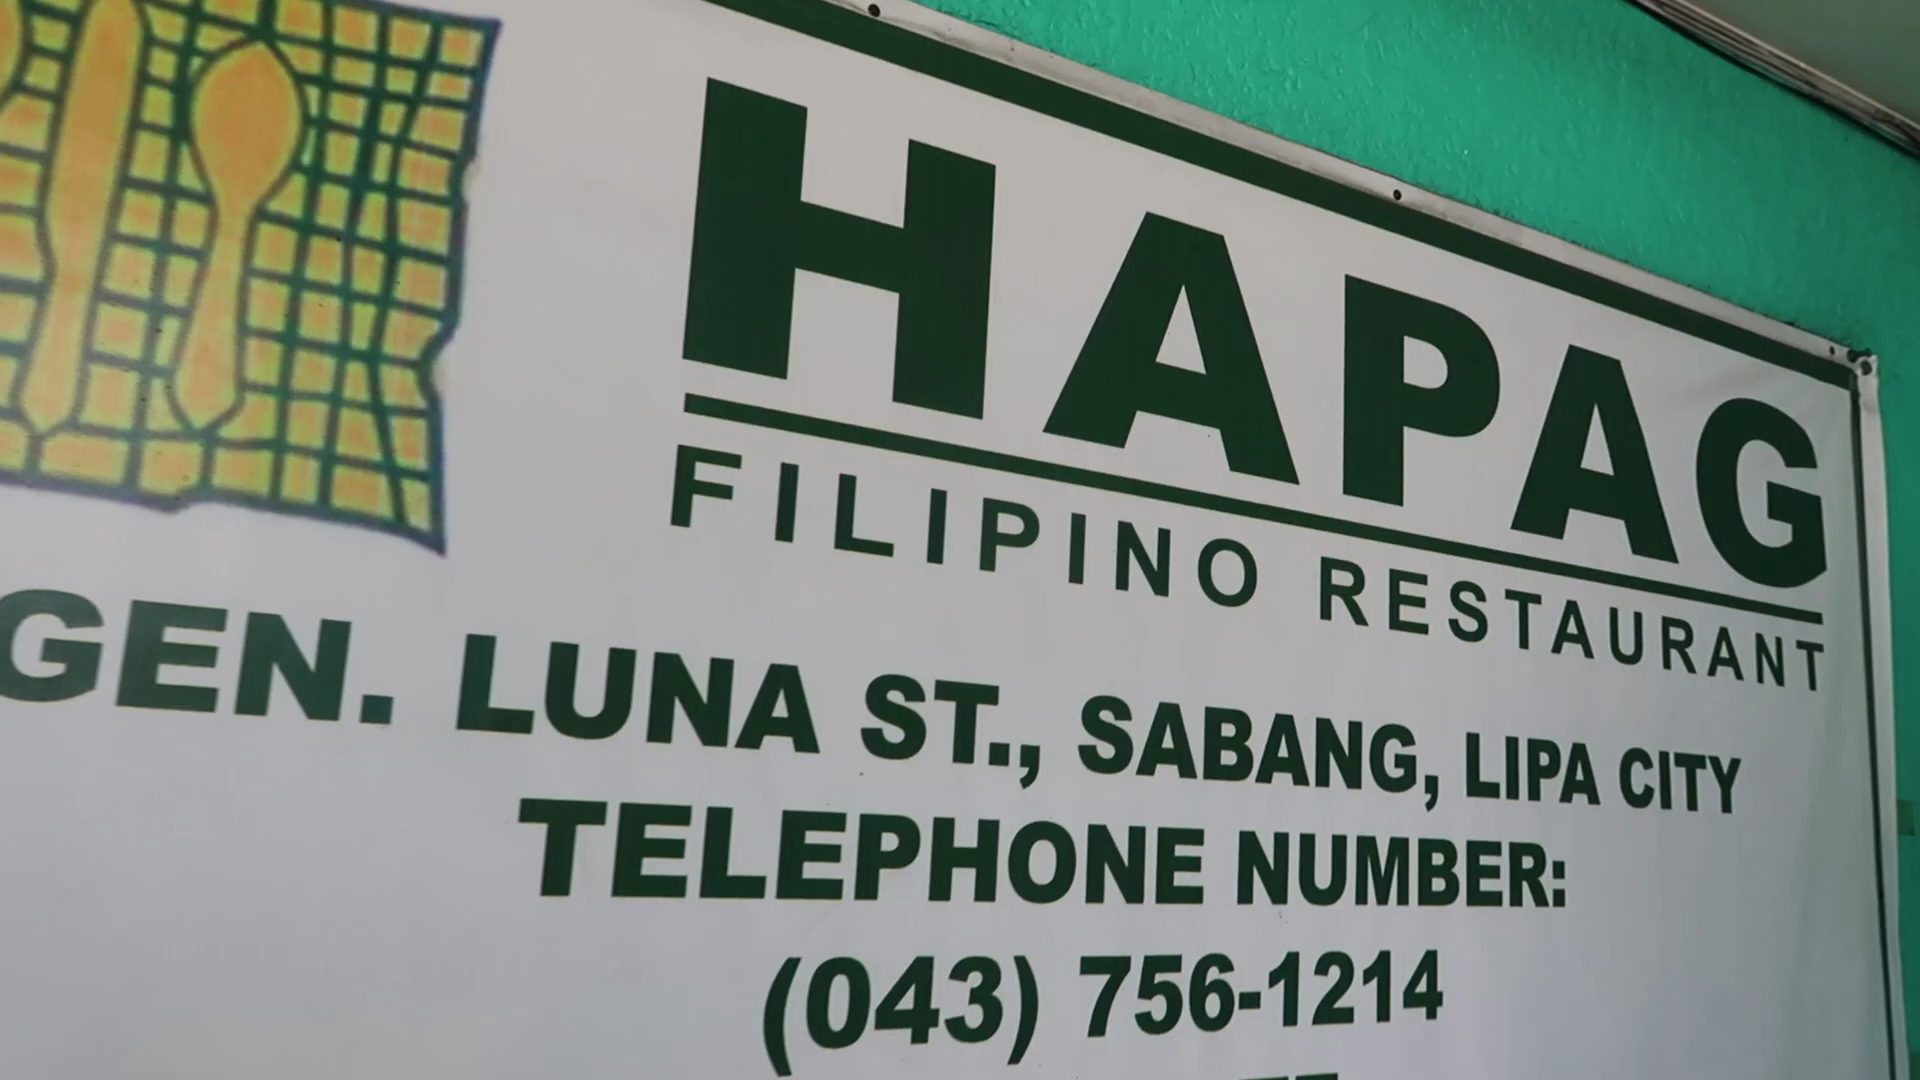 HAPAG
FILIPINO RESTAURANT
GEN. LUNA ST., SABANG, LIPA CITY
TELEPHONE NUMBER:
(043) 756-1214